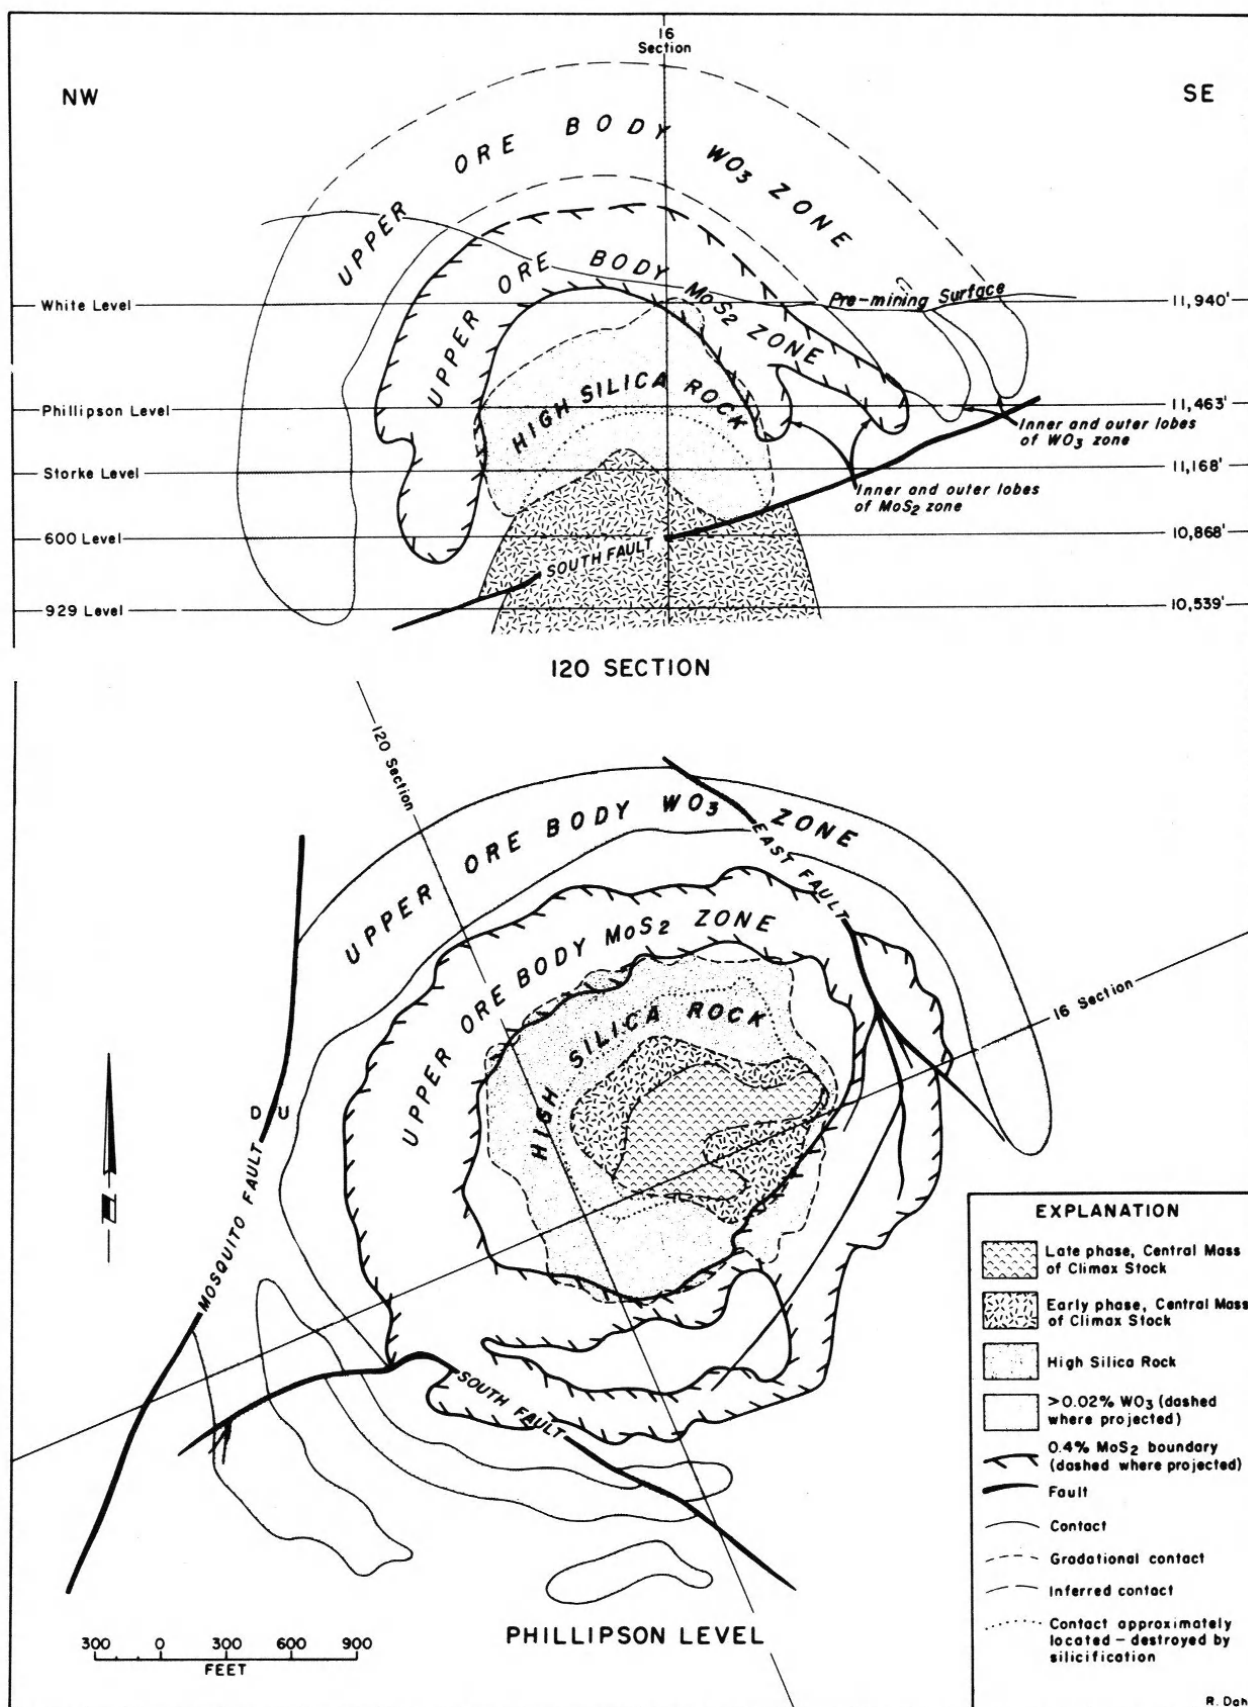 16
Section
NW
SE
UPPER ORE BODY WO3 ZONE
UPPER ORE BODY MoS2 ZONE
Pre-mining Surface
White Level
11,940'
HIGH SILICA ROCK
Phillipson Level
11,463'
Inner and outer lobes
of WO3 zone
Storke Level
11,168'
Inner and outer lobes
of MoS2 zone
600 Level
10,868'
SOUTH FAULT
929 Level
10,539'
120 SECTION
120 Section
UPPER ORE BODY WO3 ZONE
EAST FAULT
UPPER ORE BODY MoS2 ZONE
HIGH SILICA ROCK
16 Section
D U
MOSQUITO FAULT
SOUTH FAULT
PHILLIPSON LEVEL
300 0 300 600 900
FEET
EXPLANATION
Late phase, Central Mass
of Climax Stock
Early phase, Central Mass
of Climax Stock
High Silica Rock
>0.02% WO3 (dashed
where projected)
0.4% MoS2 boundary
(dashed where projected)
Fault
Contact
Gradational contact
Inferred contact
Contact approximately
located – destroyed by
silicification
R. Dan